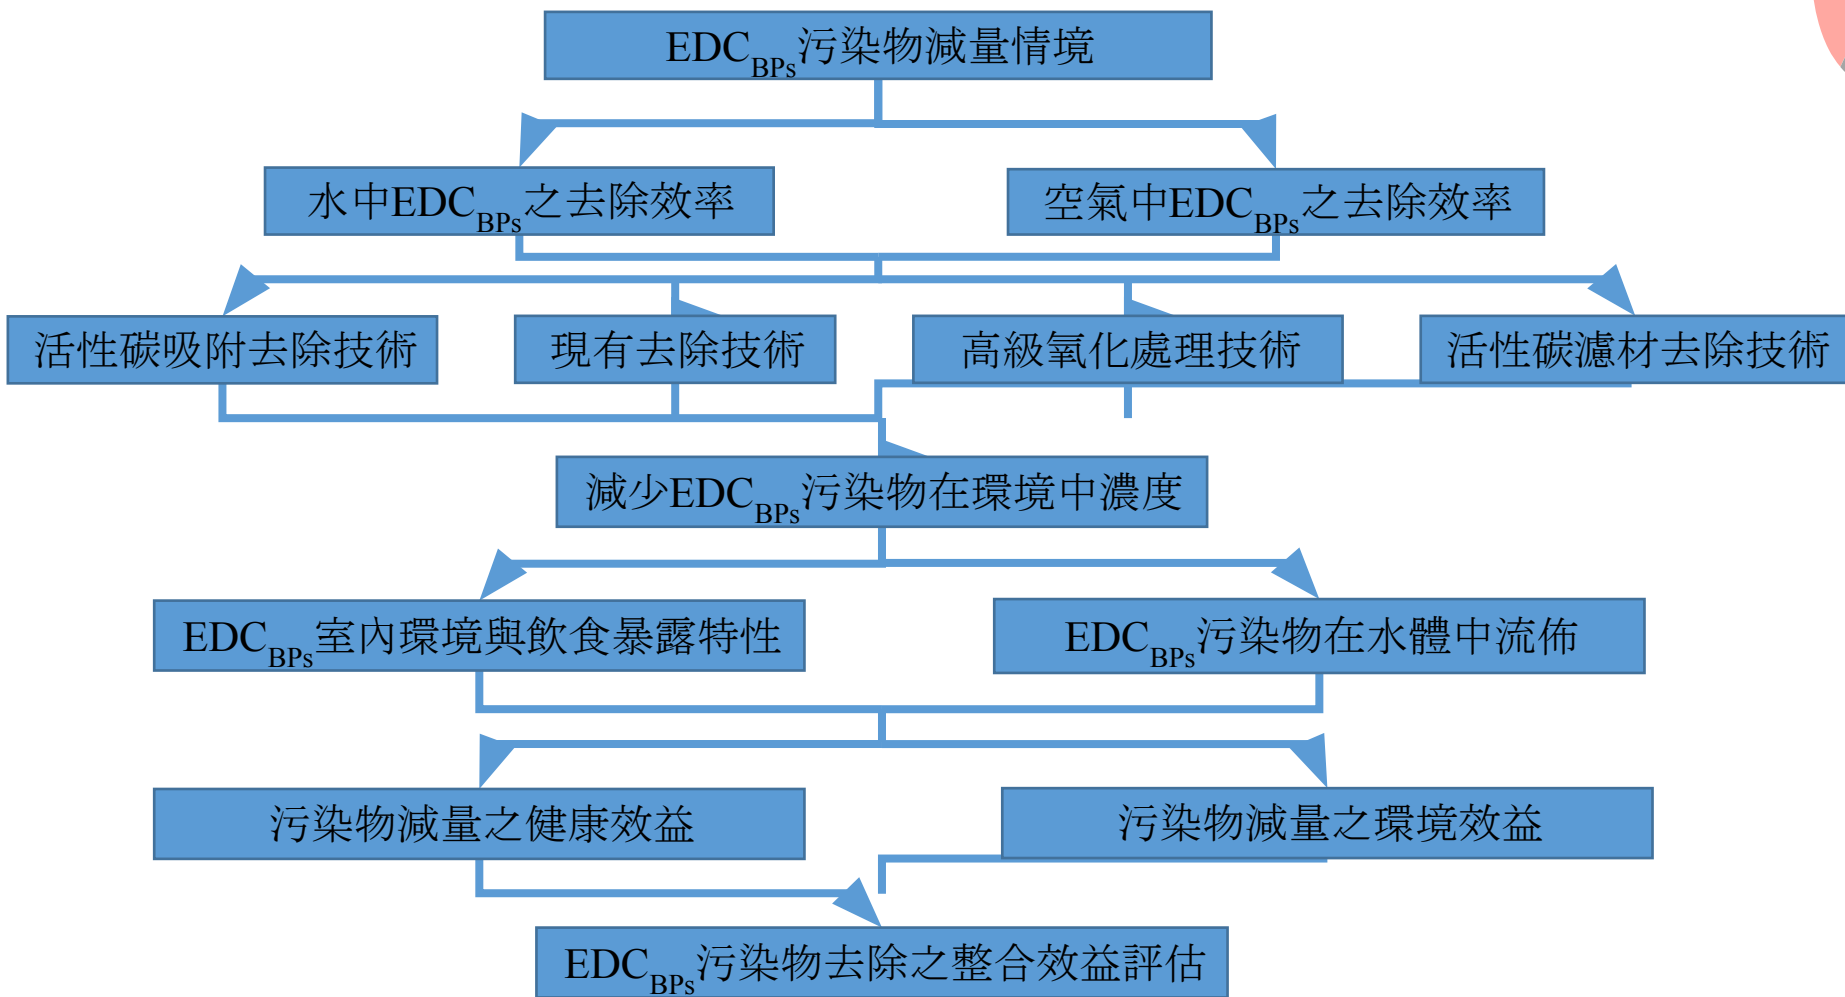 EDC_BPs污染物減量情境
水中EDC_BPs之去除效率
空氣中EDC_BPs之去除效率
活性碳吸附去除技術
現有去除技術
高級氧化處理技術
活性碳濾材去除技術
減少EDC_BPs污染物在環境中濃度
EDC_BPs室內環境與飲食暴露特性
EDC_BPs污染物在水體中流佈
污染物減量之健康效益
污染物減量之環境效益
EDC_BPs污染物去除之整合效益評估